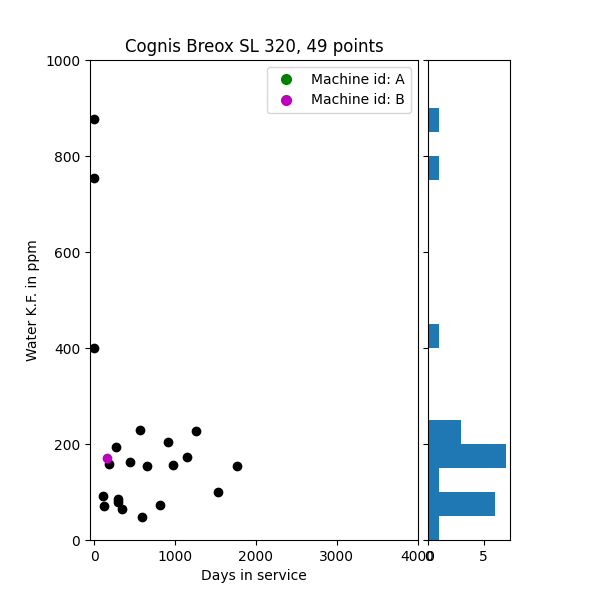 Cognis Breox SL 320, 49 points
Machine id: A
Machine id: B
Water K.F. in ppm
1000
800
600
400
200
0
0 1000 2000 3000 4000
0 5
Days in service